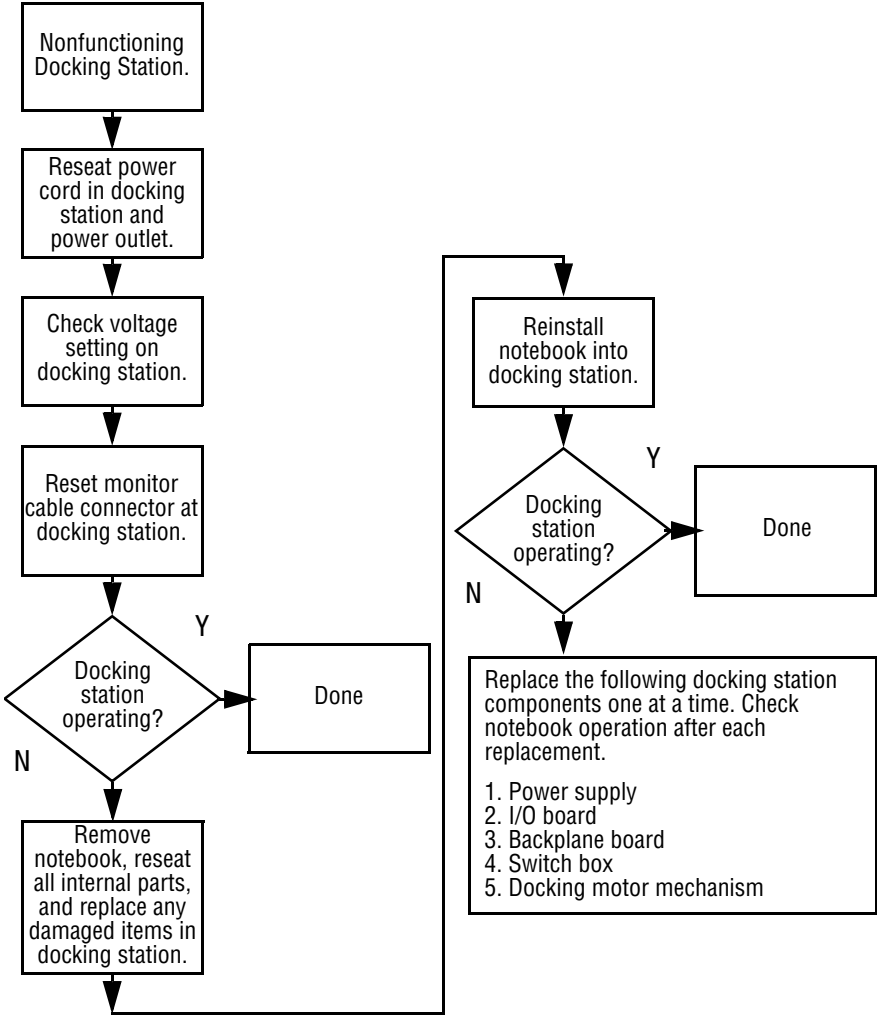 Nonfunctioning
Docking Station.
Reseat power
cord in docking
station and
power outlet.
Check voltage
setting on
docking station.
Reset monitor
cable connector at
docking station.
Docking
station
operating?
Y
Done
N
Remove
notebook, reseat
all internal parts,
and replace any
damaged items in
docking station.
Reinstall
notebook into
docking station.
Docking
station
operating?
Y
Done
N
Replace the following docking station
components one at a time. Check
notebook operation after each
replacement.
1. Power supply
2. I/O board
3. Backplane board
4. Switch box
5. Docking motor mechanism